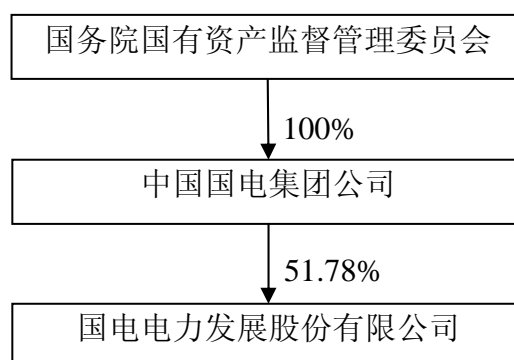 国务院国有资产监督管理委员会
100%
中国国电集团公司
51.78%
国电电力发展股份有限公司